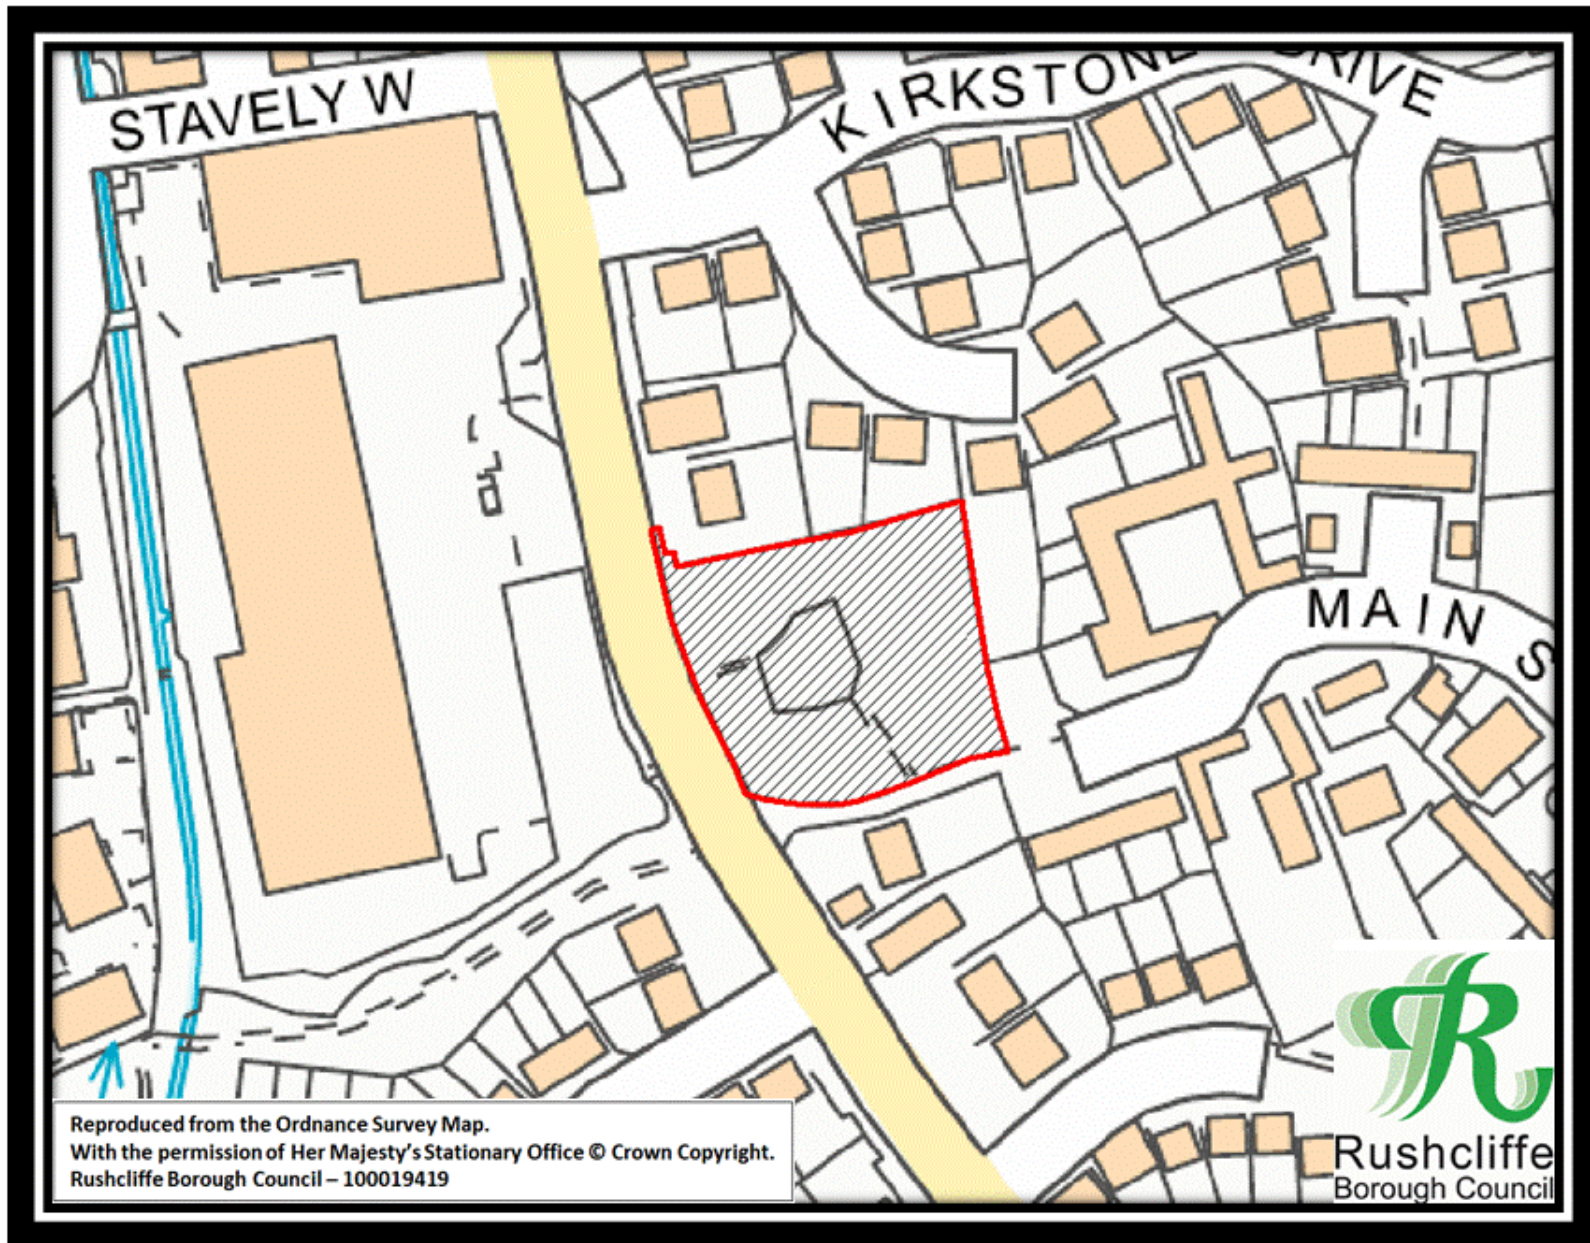 STAVELY W
KIRKSTONE DRIVE
MAIN S
Reproduced from the Ordnance Survey Map.
With the permission of Her Majesty's Stationary Office © Crown Copyright.
Rushcliffe Borough Council – 100019419
Rushcliffe
Borough Council